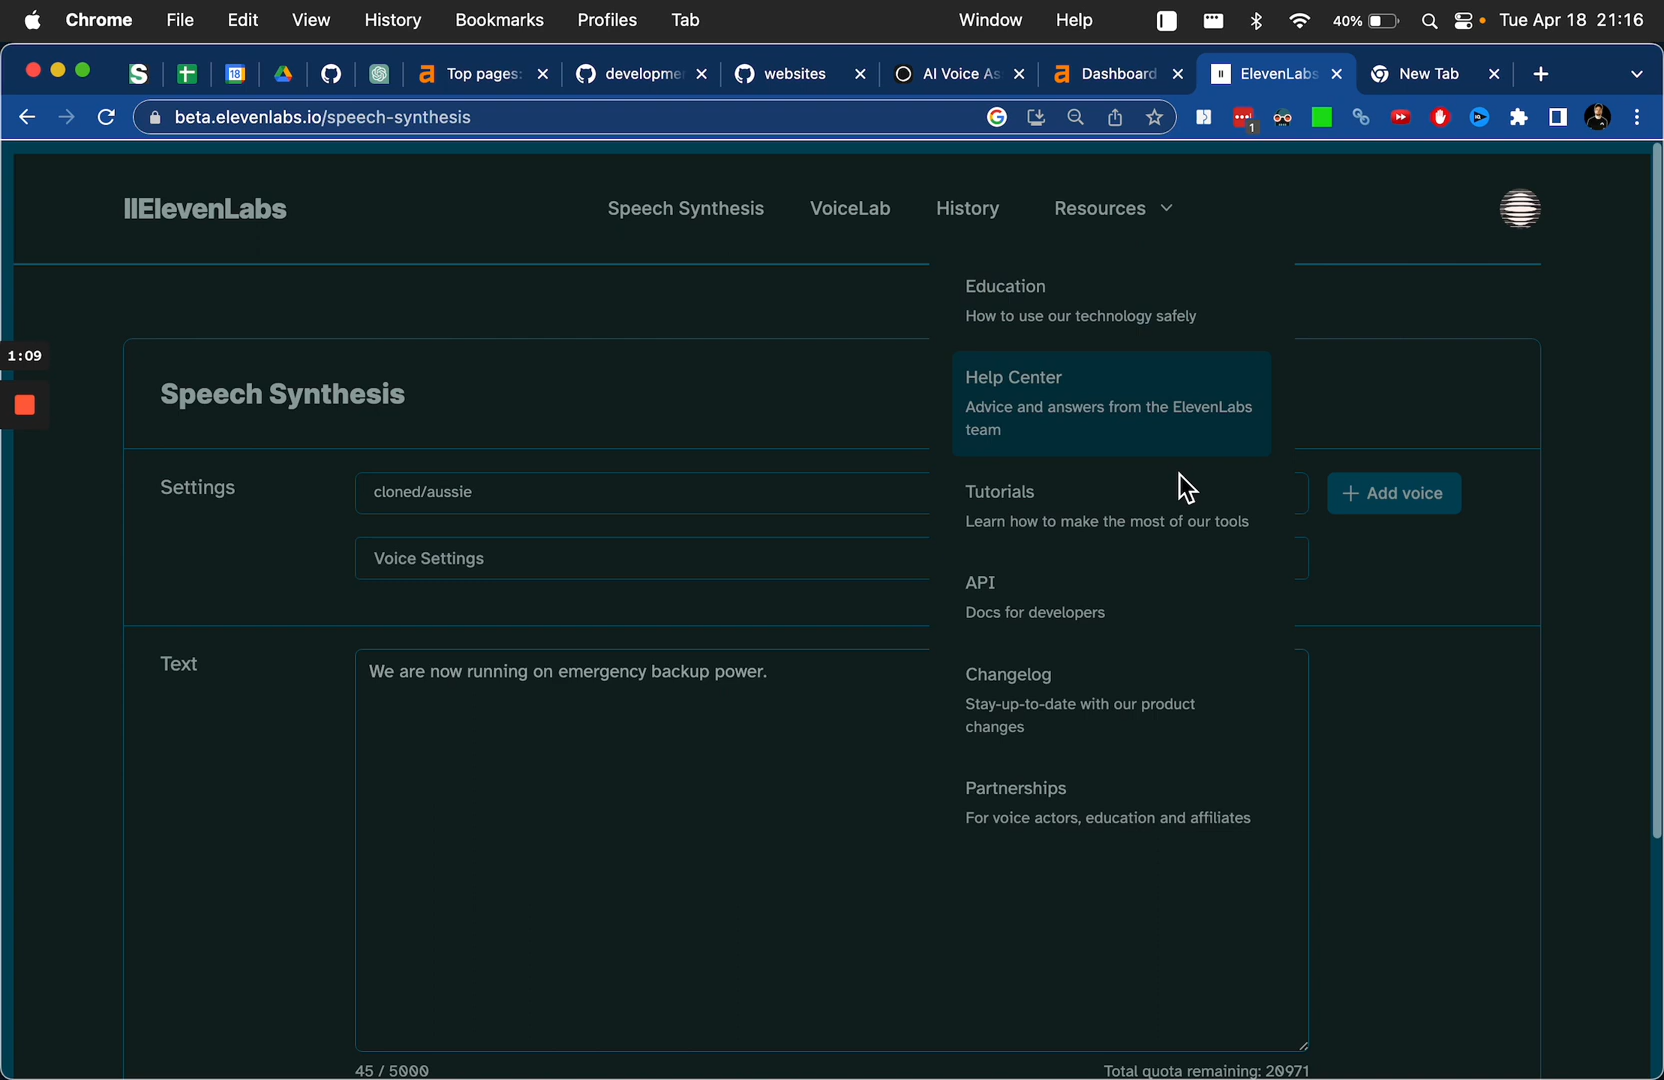 Chrome File Edit View History Bookmarks Profiles Tab Window Help 40% Tue Apr 18 21:16
18 Top pages: developme websites AI Voice As Dashboard ElevenLabs New Tab
beta.elevenlabs.io/speech-synthesis 1
IIElevenLabs Speech Synthesis VoiceLab History Resources
Education
How to use our technology safely
1:09
Help Center
Speech Synthesis
Advice and answers from the ElevenLabs
team
Settings cloned/aussie + Add voice
Tutorials
Learn how to make the most of our tools
Voice Settings
API
Docs for developers
Text We are now running on emergency backup power.
Changelog
Stay-up-to-date with our product
changes
Partnerships
For voice actors, education and affiliates
45 / 5000 Total quota remaining: 20971